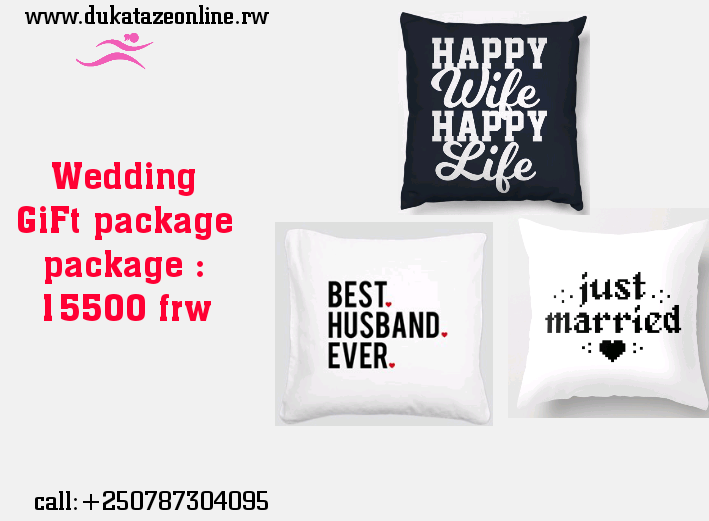 www.dukatazeonline.rw
HAPPY
Wife
HAPPY
Life
Wedding
GiFt package
package :
15500 frw
BEST.
HUSBAND.
EVER.
just
married
call:+250787304095